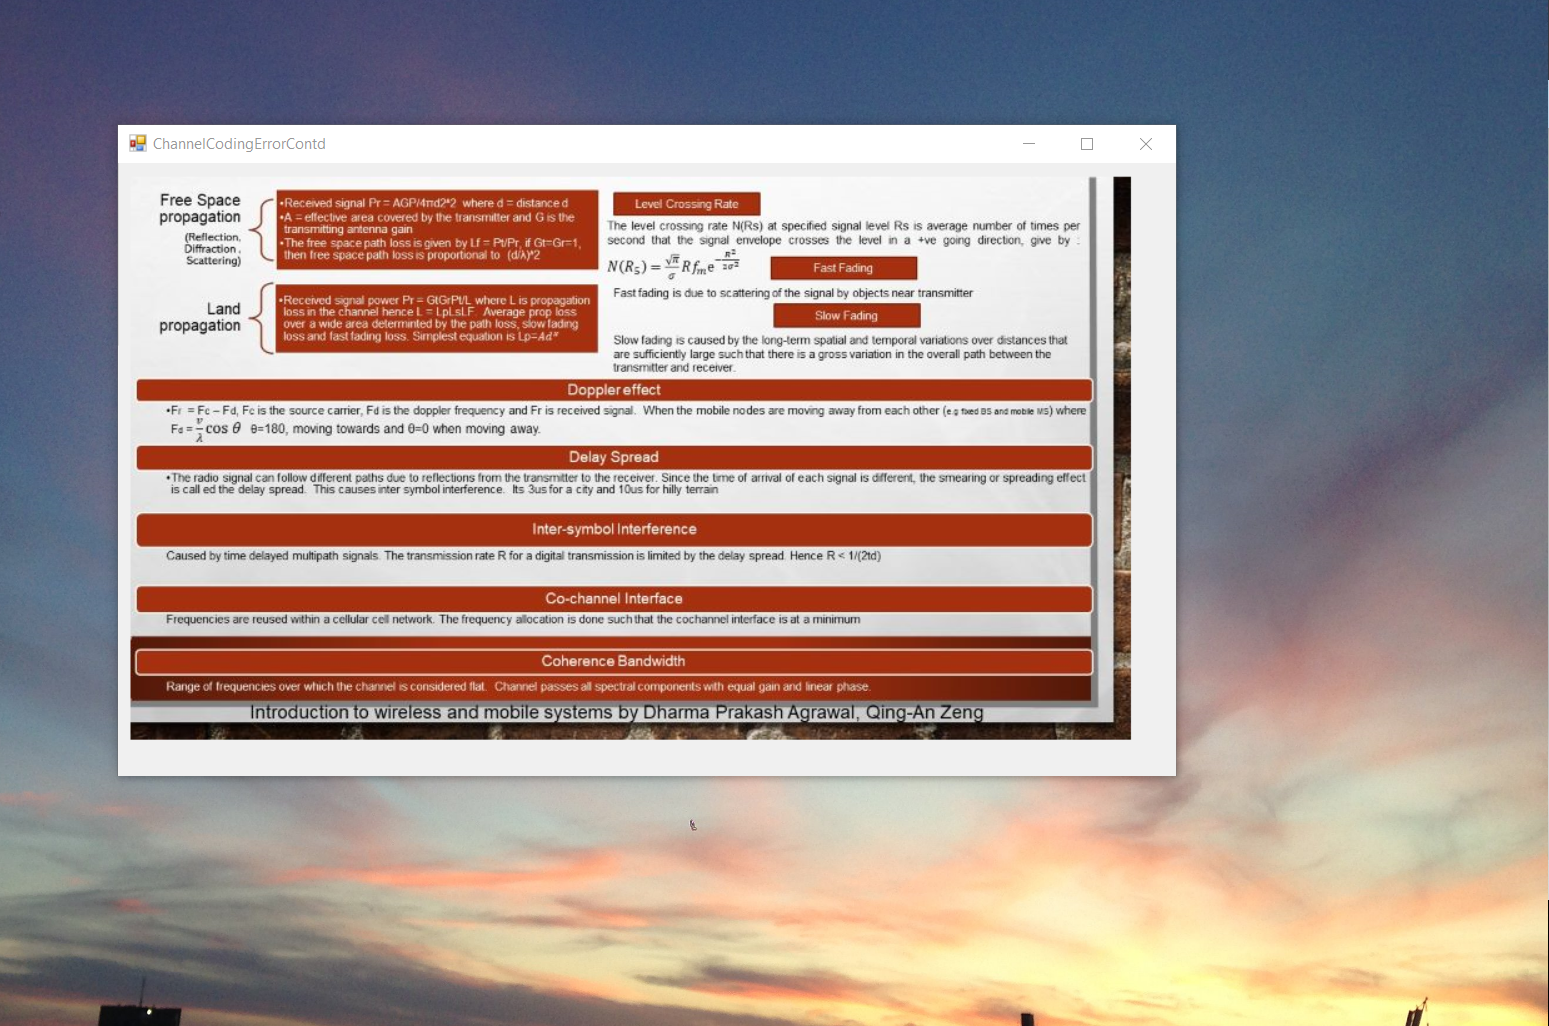 ChannelCodingErrorContd
Free Space
propagation
(Reflection,
Diffraction ,
Scattering)
•Received signal Pr = AGP/4πd2^2 where d = distance d
•A = effective area covered by the transmitter and G is the
transmitting antenna gain
•The free space path loss is given by Lf = Pt/Pr, if Gt=Gr=1,
then free space path loss is proportional to (d/λ)^2
Land
propagation
•Received signal power Pr = GtGrPt/L where L is propagation
loss in the channel hence L = LpLsLF. Average prop loss
over a wide area determinted by the path loss, slow fading
loss and fast fading loss. Simplest equation is Lp=Ad^α
Level Crossing Rate
The level crossing rate N(Rs) at specified signal level Rs is average number of times per
second that the signal envelope crosses the level in a +ve going direction, give by :
N(R_S) = √π/σ Rf_m e^(-R²/2σ²)
Fast Fading
Fast fading is due to scattering of the signal by objects near transmitter
Slow Fading
Slow fading is caused by the long-term spatial and temporal variations over distances that
are sufficiently large such that there is a gross variation in the overall path between the
transmitter and receiver.
Doppler effect
•Fr = Fc – Fd, Fc is the source carrier, Fd is the doppler frequency and Fr is received signal. When the mobile nodes are moving away from each other (e.g fixed BS and mobile MS) where
Fd = v/λ cos θ θ=180, moving towards and θ=0 when moving away.
Delay Spread
•The radio signal can follow different paths due to reflections from the transmitter to the receiver. Since the time of arrival of each signal is different, the smearing or spreading effect
is call ed the delay spread. This causes inter symbol interference. Its 3us for a city and 10us for hilly terrain
Inter-symbol Interference
Caused by time delayed multipath signals. The transmission rate R for a digital transmission is limited by the delay spread. Hence R < 1/(2td)
Co-channel Interface
Frequencies are reused within a cellular cell network. The frequency allocation is done such that the cochannel interface is at a minimum
Coherence Bandwidth
Range of frequencies over which the channel is considered flat. Channel passes all spectral components with equal gain and linear phase.
Introduction to wireless and mobile systems by Dharma Prakash Agrawal, Qing-An Zeng